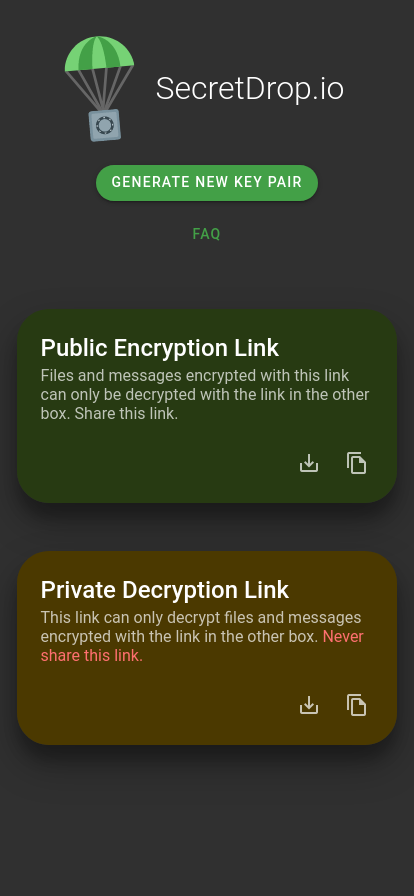 SecretDrop.io
GENERATE NEW KEY PAIR
FAQ
Public Encryption Link
Files and messages encrypted with this link
can only be decrypted with the link in the other
box. Share this link.
Private Decryption Link
This link can only decrypt files and messages
encrypted with the link in the other box. Never
share this link.